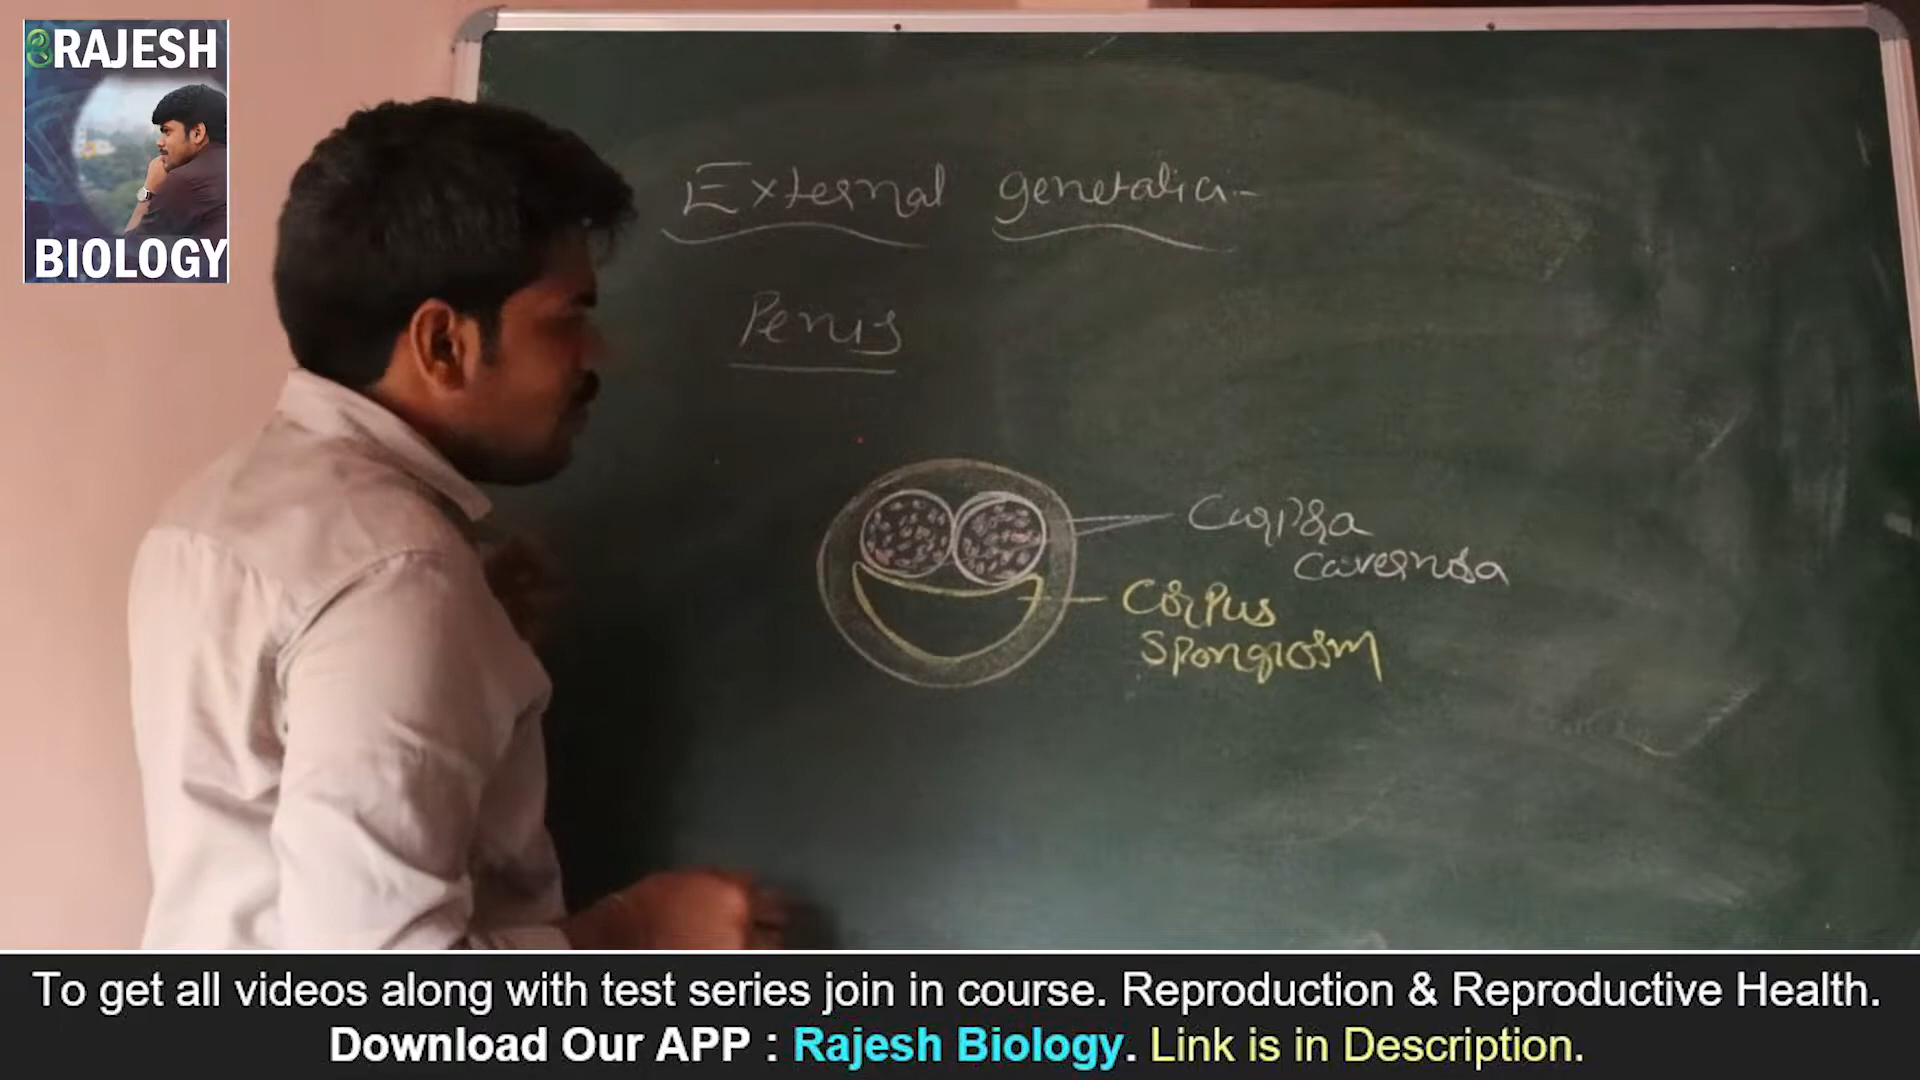 RAJESH
BIOLOGY
External genetalia-
Penis
Corpora
cavernosa
Corpus
spongiosm
To get all videos along with test series join in course. Reproduction & Reproductive Health.
Download Our APP : Rajesh Biology. Link is in Description.